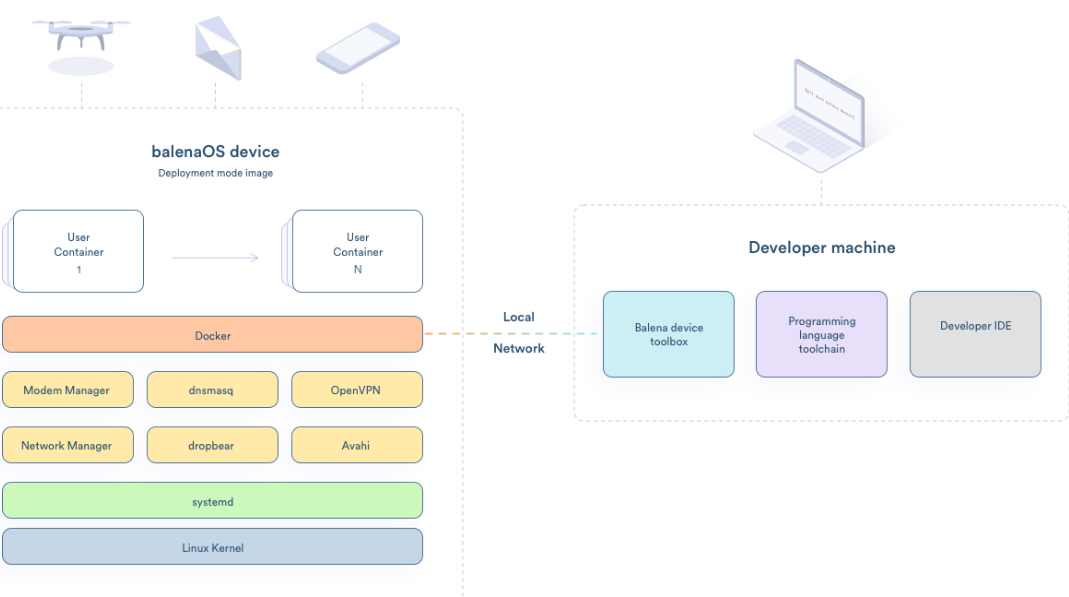 balenaOS device
Deployment mode image
User
Container
1
User
Container
N
Docker
Modem Manager
dnsmasq
OpenVPN
Network Manager
dropbear
Avahi
systemd
Linux Kernel
Local
Network
Developer machine
Balena device
toolbox
Programming
language
toolchain
Developer IDE